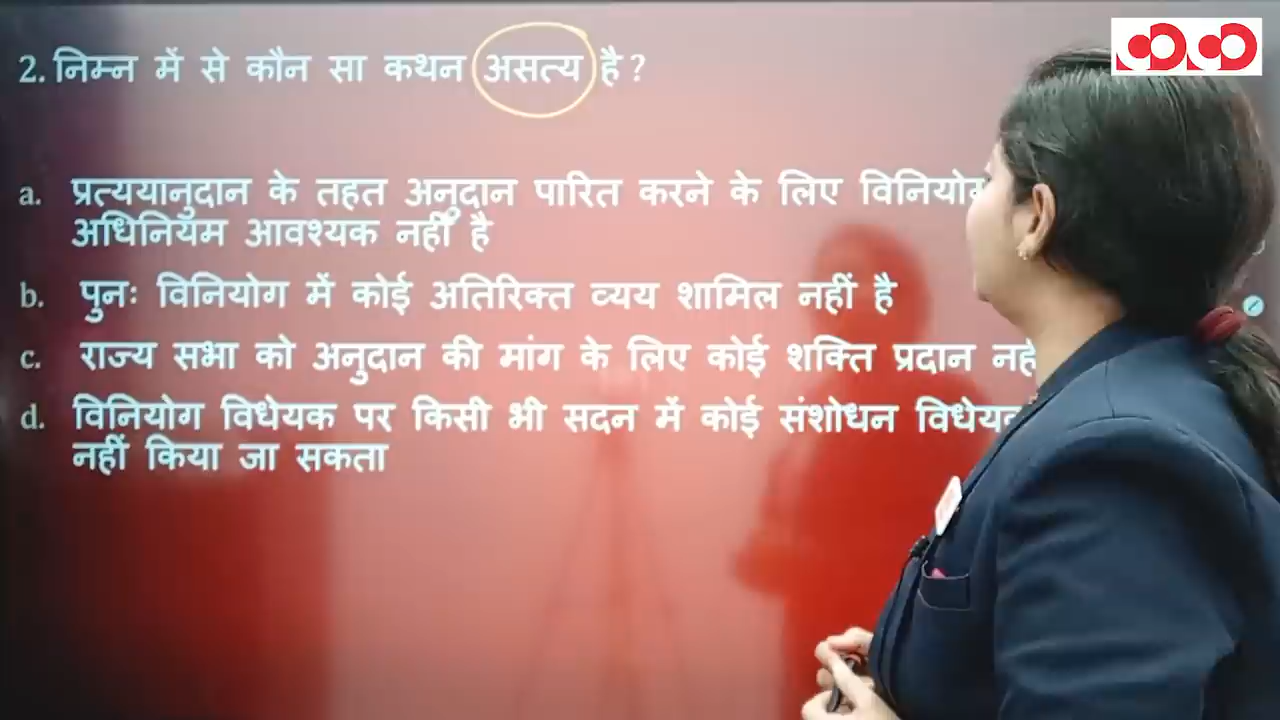 2. निम्न में से कौन सा कथन असत्य है ?
a. प्रत्ययानुदान के तहत अनुदान पारित करने के लिए
अधिनियम आवश्यक नहीं है
b. पुनः विनियोग में कोई अतिरिक्त व्यय शामिल नहीं है
c. राज्य सभा को अनुदान की मांग के लिए कोई शक्ति प्रदान
d. विनियोग विधेयक पर किसी भी सदन में कोई संशोधन
नहीं किया जा सकता